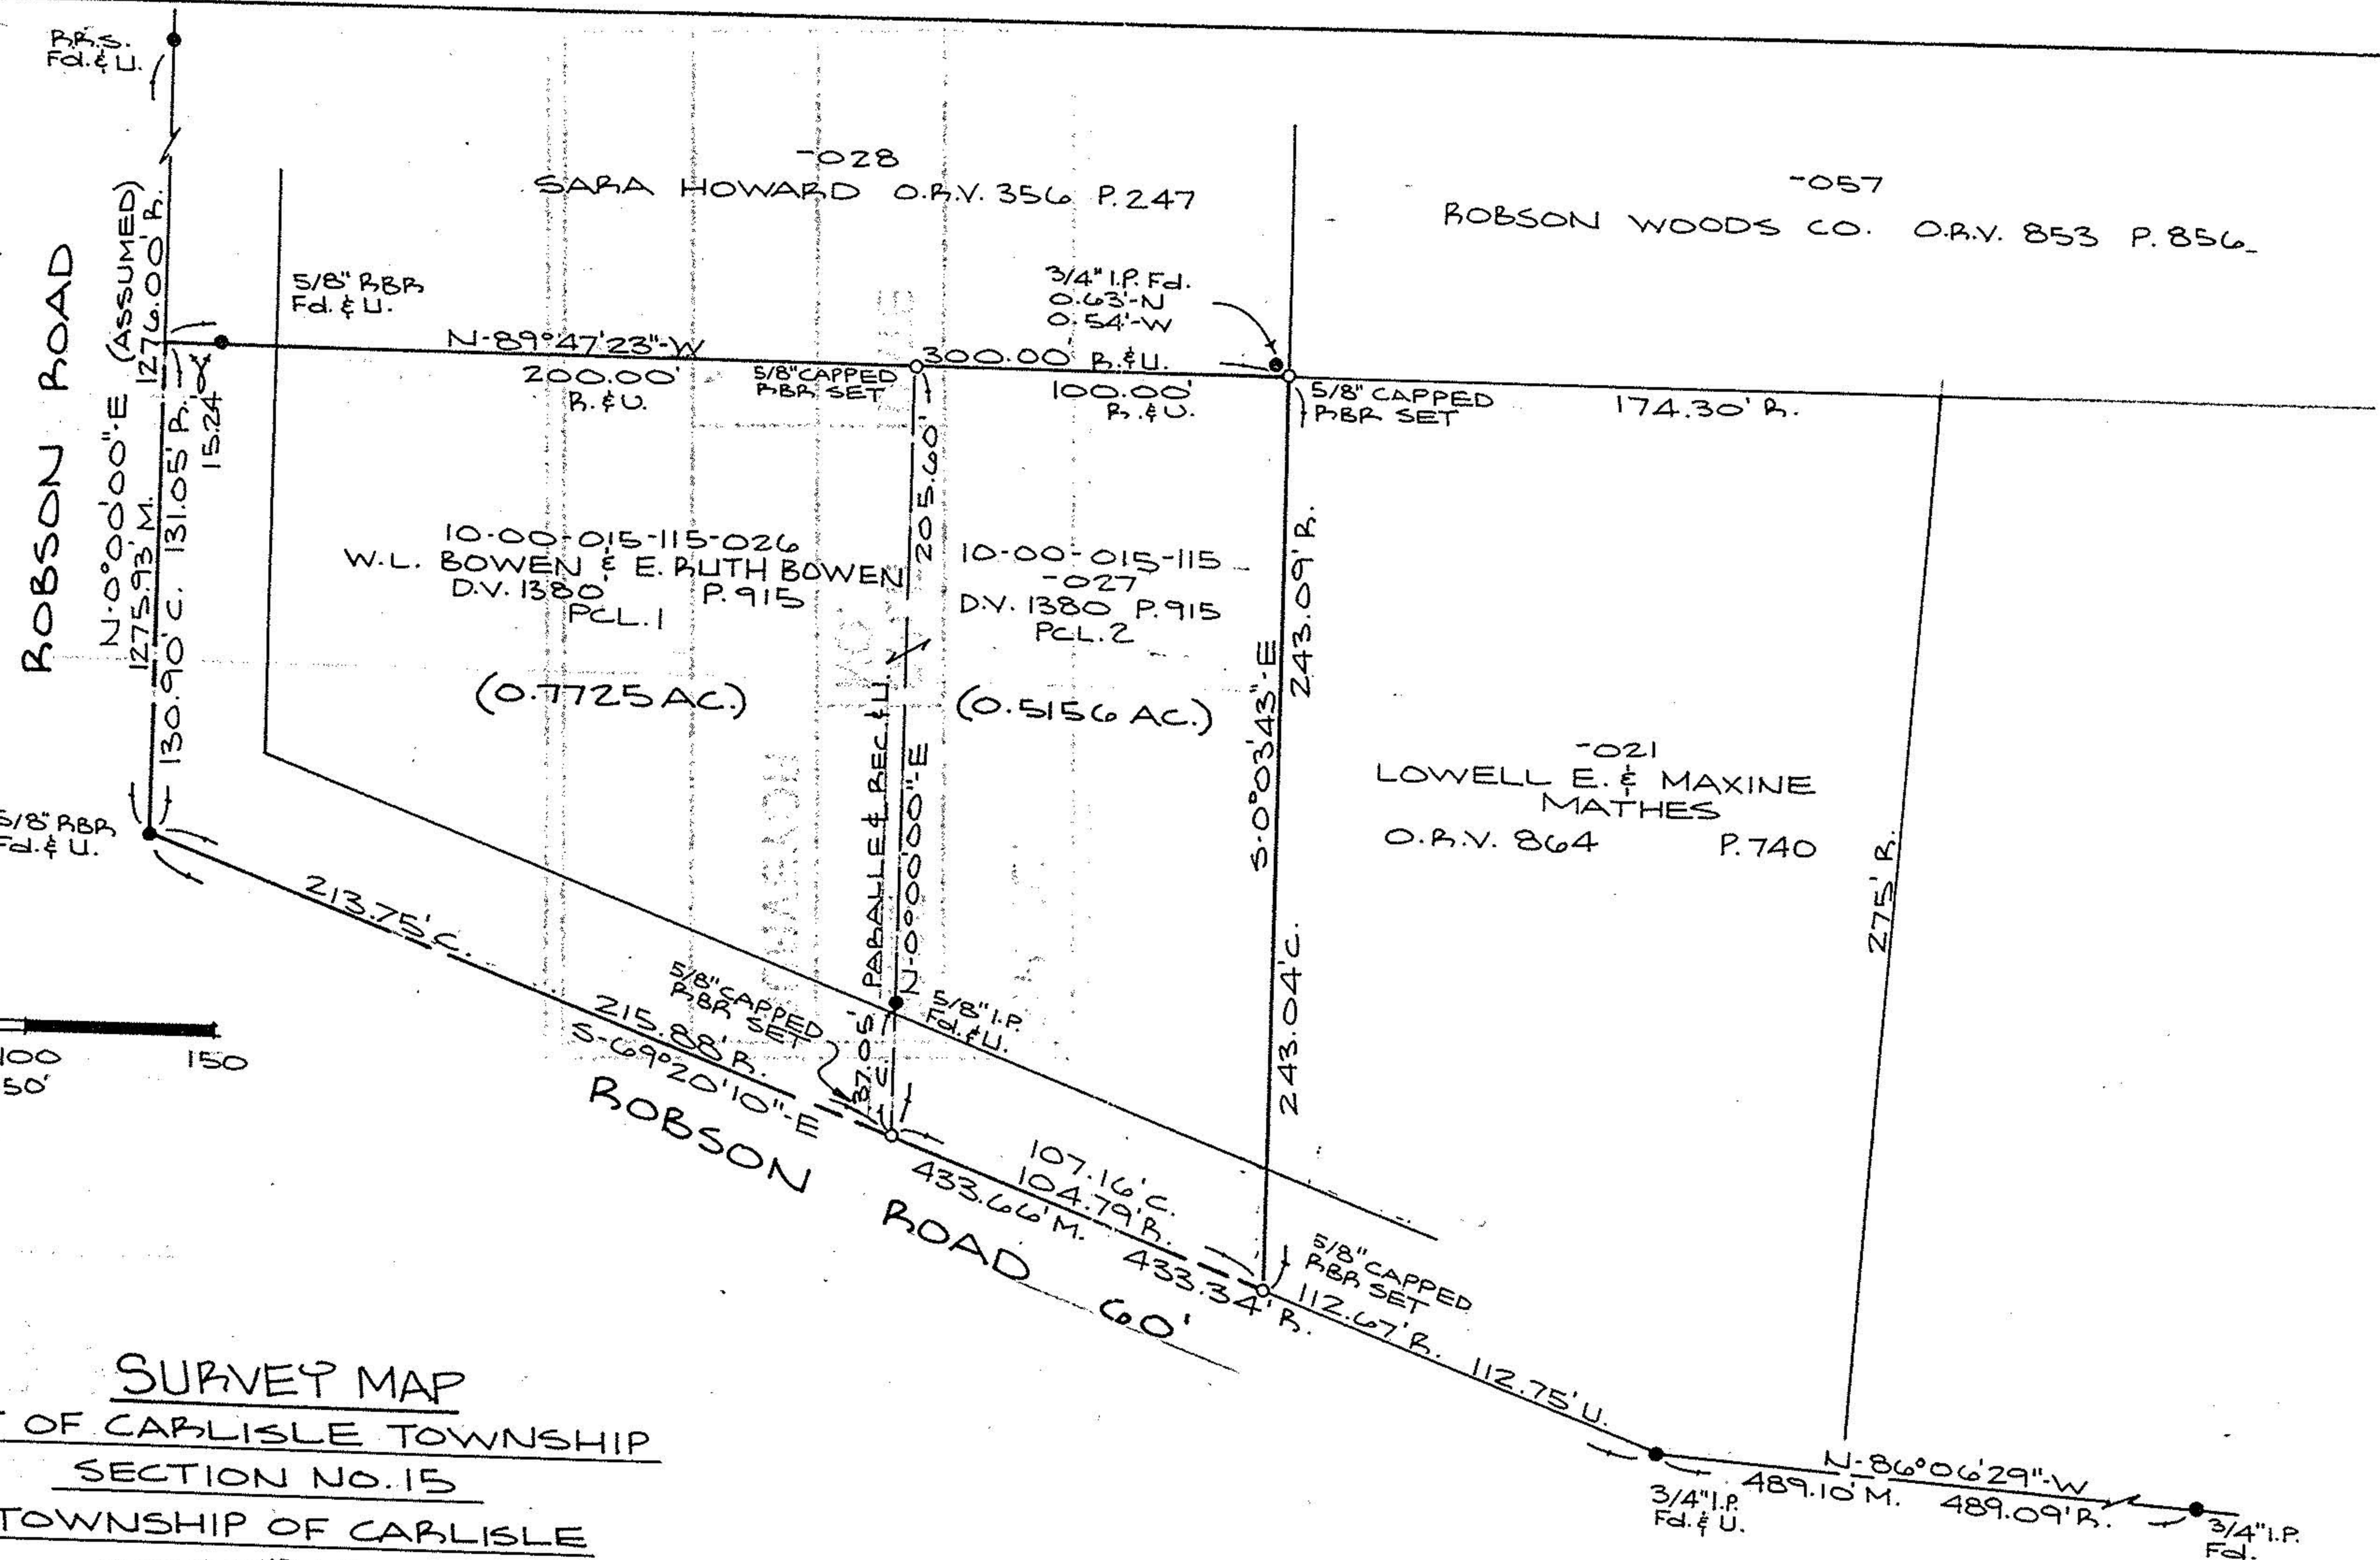 R.R.S.
Fd. & U.
-028
SARA HOWARD O.R.V. 356 P. 247
-057
ROBSON WOODS CO. O.R.V. 853 P. 856
ROBSON ROAD
N-0°00'00"-E (ASSUMED)
1275.93' M. 1276.00' R.
130.90' C. 131.05' R.
15.24'
5/8" RBR
Fd. & U.
3/4" I.P. Fd.
0.63'-N
0.54'-W
N-89°47'23"-W
300.00' R. & U.
200.00'
R. & U.
5/8" CAPPED
RBR SET
100.00'
R. & U.
5/8" CAPPED
RBR SET
174.30' R.
10-00-015-115-026
W.L. BOWEN & E. RUTH BOWEN
D.V. 1380 P. 915
PCL. 1
(0.7725 AC.)
205.60'
PARALLEL & REC. & U.
N-0°00'00"-E
37.05'
C.
10-00-015-115
-027
D.V. 1380 P. 915
PCL. 2
(0.5156 AC.)
S-0°03'43"-E
243.09' R.
243.04' C.
-021
LOWELL E. & MAXINE
MATHES
O.R.V. 864 P. 740
275' R.
5/8" RBR
Fd. & U.
213.75' C.
215.88' R.
S-69°20'10"-E
5/8" CAPPED
RBR SET
5/8" I.P.
Fd. & U.
100 150
50'
ROBSON ROAD 60'
107.16' C.
104.79' R.
433.66' M. 433.34' R.
5/8" CAPPED
RBR SET
112.67' R. 112.75' U.
3/4" I.P.
Fd. & U.
N-86°06'29"-W
489.10' M. 489.09' R.
3/4" I.P.
Fd.
SURVEY MAP
OF CARLISLE TOWNSHIP
SECTION NO. 15
TOWNSHIP OF CARLISLE